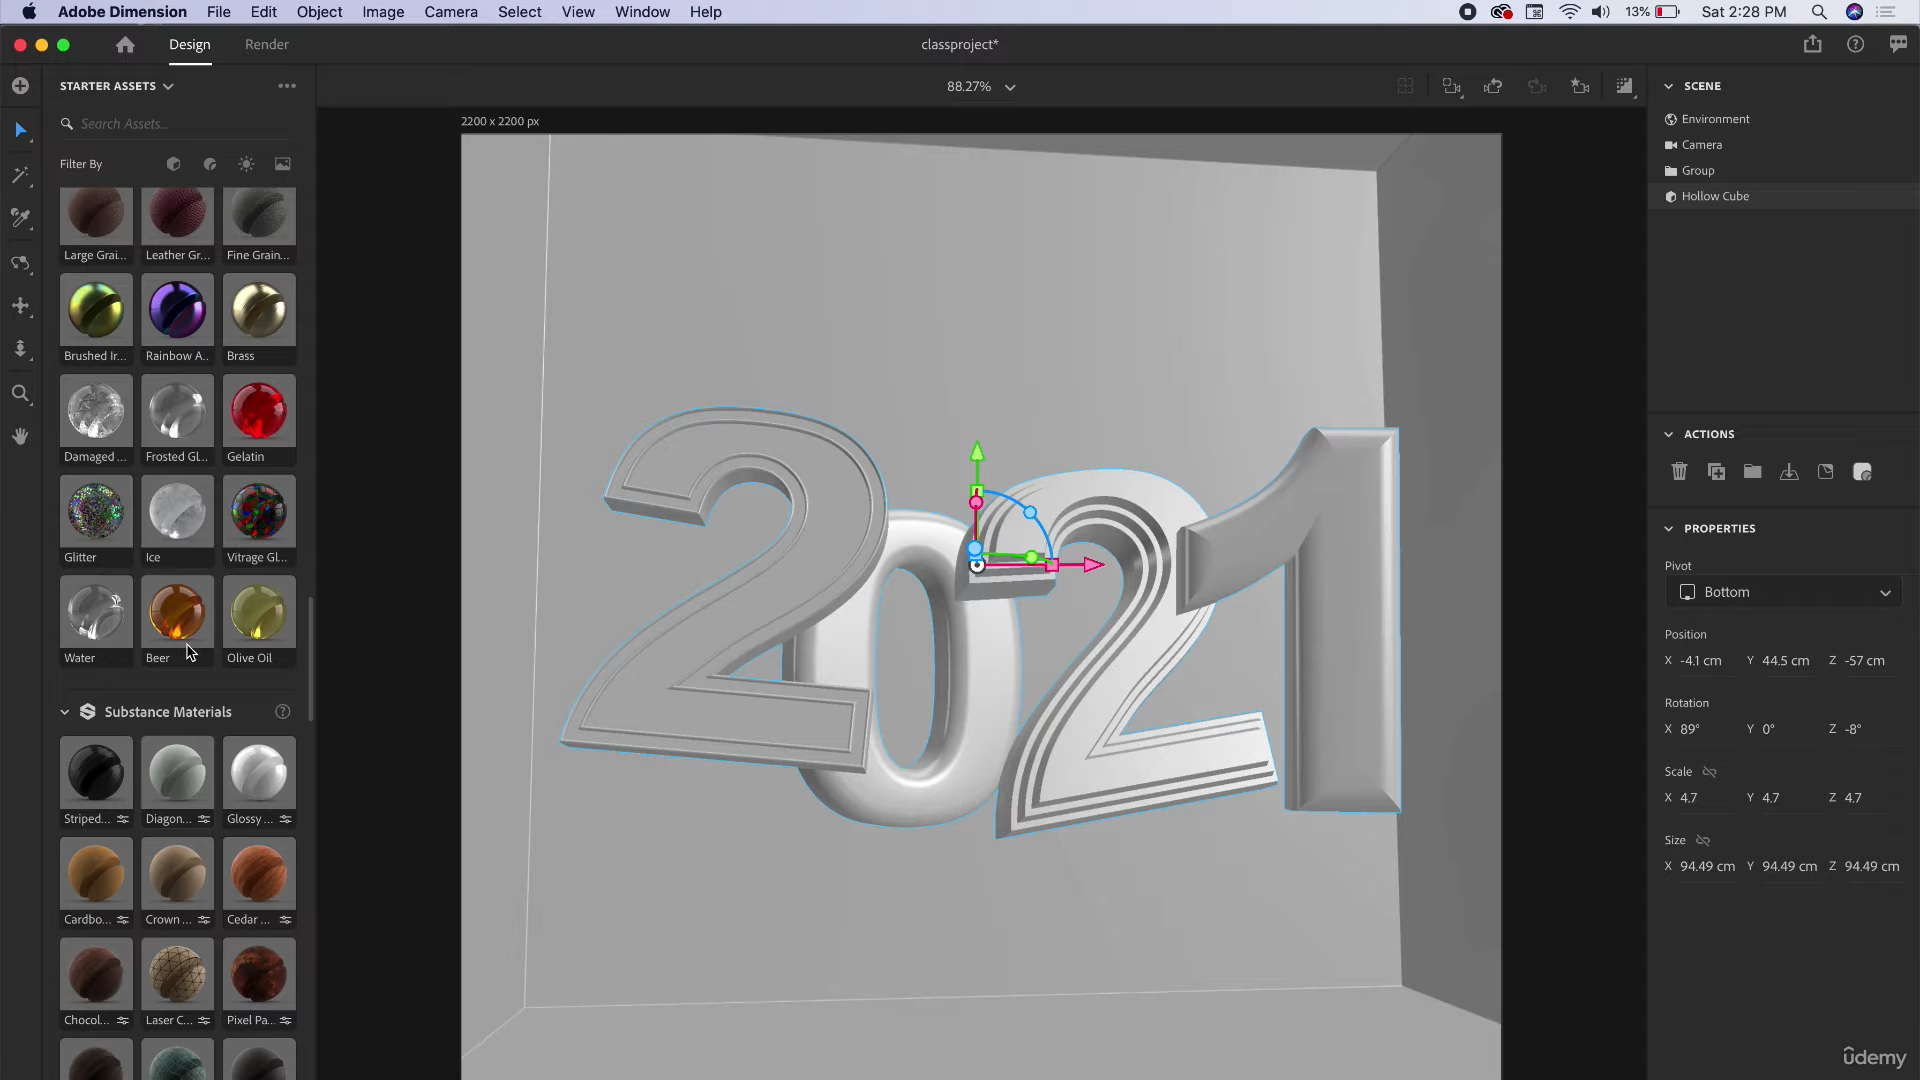 Adobe Dimension File Edit Object Image Camera Select View Window Help 13% Sat 2:28 PM
Design Render classproject*
STARTER ASSETS 88.27% SCENE
Search Assets... 2200 x 2200 px Environment
Filter By Camera
Group
Hollow Cube
Large Grai... Leather Gr... Fine Grain...
Brushed Ir... Rainbow A.. Brass
Damaged ... Frosted Gl... Gelatin
Glitter Ice Vitrage Gl...
Water Beer Olive Oil
Substance Materials
Striped... Diagon... Glossy ...
Cardbo... Crown ... Cedar ...
Chocol... Laser C... Pixel Pa...
2021
ACTIONS
PROPERTIES
Pivot
Bottom
Position
X -4.1 cm Y 44.5 cm Z -57 cm
Rotation
X 89° Y 0° Z -8°
Scale
X 4.7 Y 4.7 Z 4.7
Size
X 94.49 cm Y 94.49 cm Z 94.49 cm
udemy